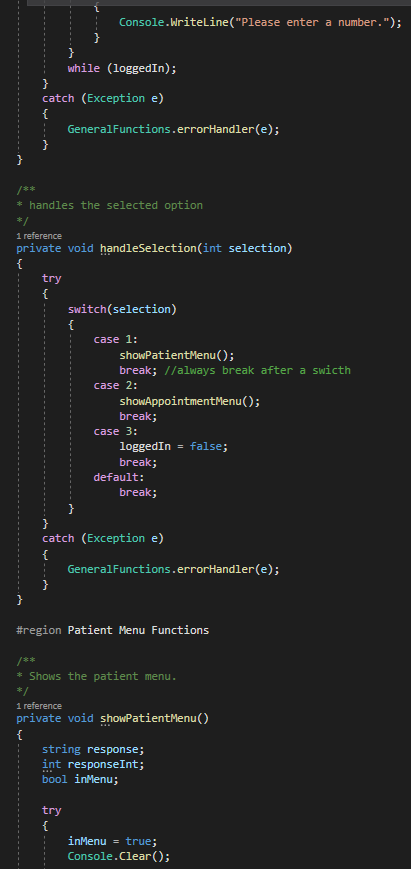 {
Console.WriteLine("Please enter a number.");
}
}
while (loggedIn);
}
catch (Exception e)
{
GeneralFunctions.errorHandler(e);
}
}
/**
* handles the selected option
*/
1 reference
private void handleSelection(int selection)
{
try
{
switch(selection)
{
case 1:
showPatientMenu();
break; //always break after a swicth
case 2:
showAppointmentMenu();
break;
case 3:
loggedIn = false;
break;
default:
break;
}
}
catch (Exception e)
{
GeneralFunctions.errorHandler(e);
}
}
#region Patient Menu Functions
/**
* Shows the patient menu.
*/
1 reference
private void showPatientMenu()
{
string response;
int responseInt;
bool inMenu;
try
{
inMenu = true;
Console.Clear();